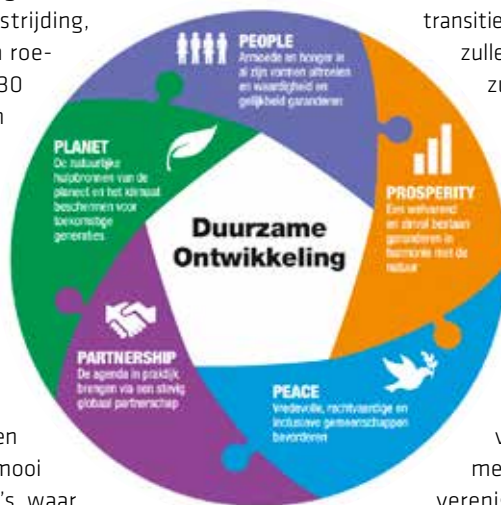 strijding,
roe-
PEOPLE
Armoede en honger in
al zijn vormen uitroeien
en waardigheid en
gelijkheid garanderen
PLANET
De natuurlijke
hulpbronnen van de
planeet en het klimaat
beschermen voor
toekomstige
generaties
PROSPERITY
Een welvarend
en zinvol bestaan
garanderen in
harmonie met de
natuur
Duurzame
Ontwikkeling
PARTNERSHIP
De agenda in praktijk
brengen via een stevig
globaal partnerschap
PEACE
Vredevolle, rechtvaardige en
inclusieve gemeenschappen
bevorderen
en
mooi
's waar
transitie
zulle
zu
v
me
verenig